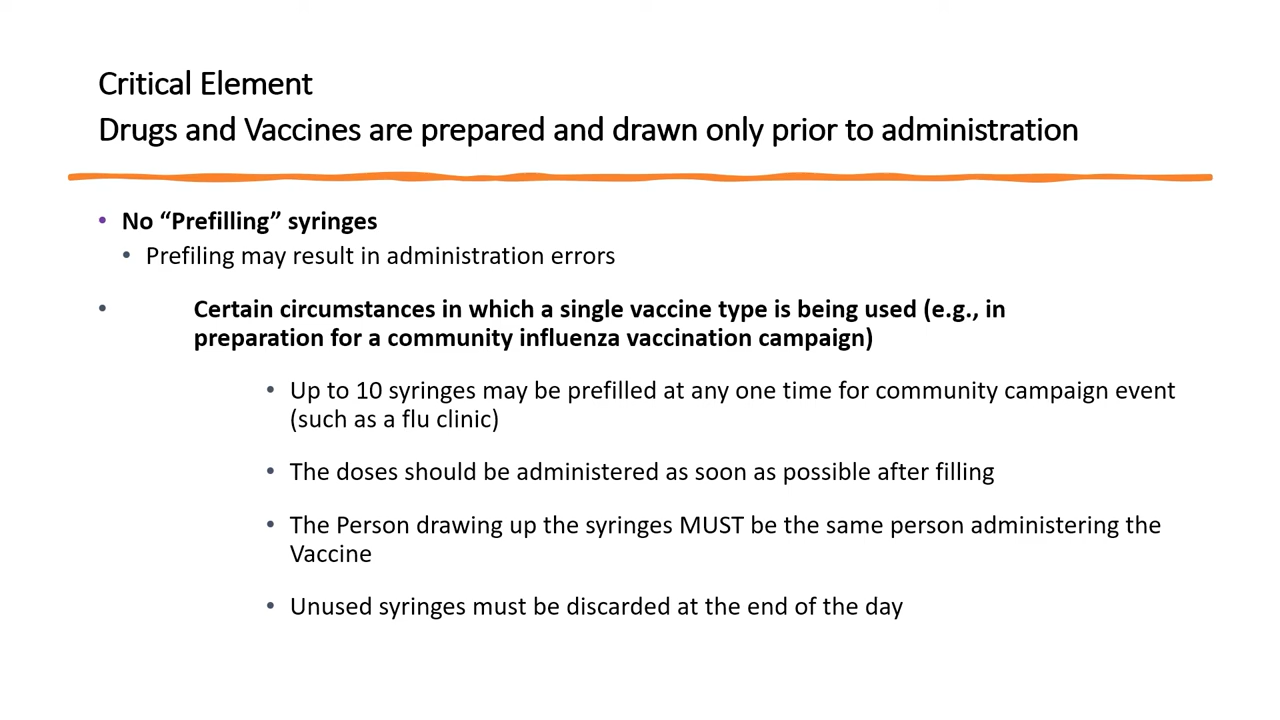 Critical Element
Drugs and Vaccines are prepared and drawn only prior to administration
• No “Prefilling” syringes
• Prefiling may result in administration errors
• Certain circumstances in which a single vaccine type is being used (e.g., in
preparation for a community influenza vaccination campaign)
• Up to 10 syringes may be prefilled at any one time for community campaign event
(such as a flu clinic)
• The doses should be administered as soon as possible after filling
• The Person drawing up the syringes MUST be the same person administering the
Vaccine
• Unused syringes must be discarded at the end of the day